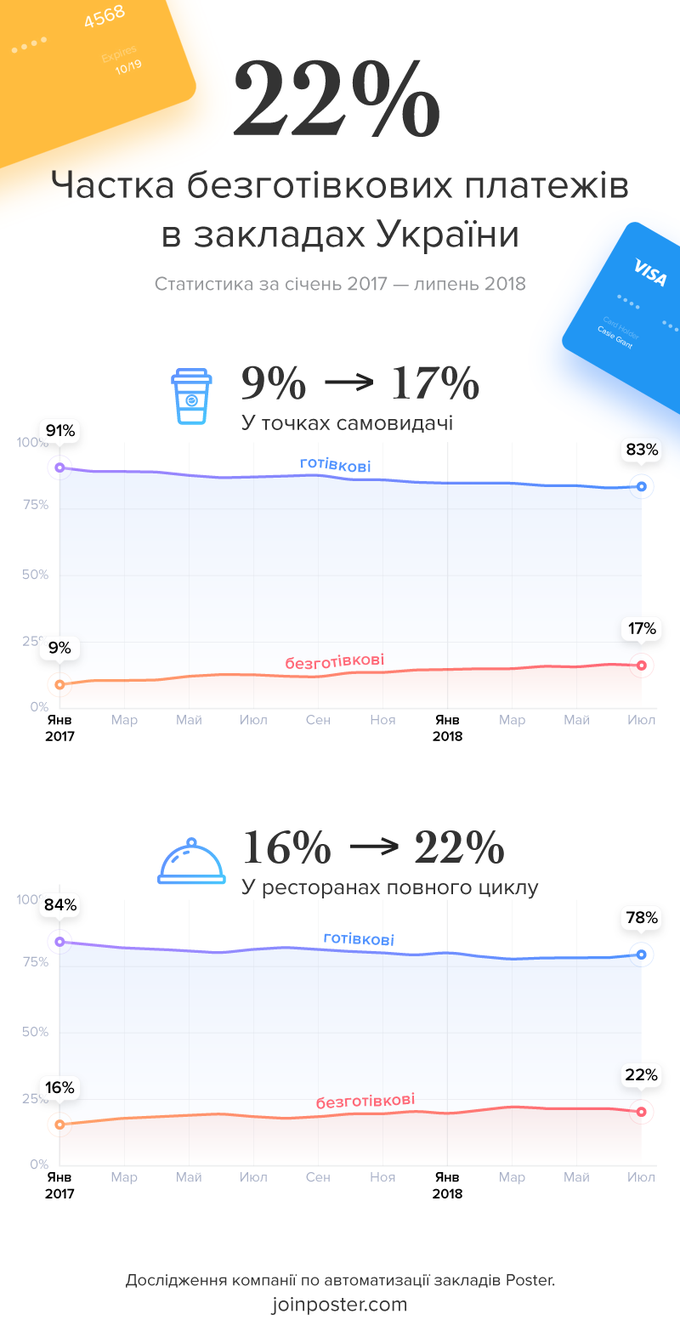 4568
Expires
10/19
22%
Частка безготівкових платежів
в закладах України
Статистика за січень 2017 — липень 2018
VISA
Card Holder
Casie Grant
9% → 17%
У точках самовидачі
100%
91%
83%
готівкові
75%
50%
25%
9%
17%
безготівкові
0%
Янв Мар Май Июл Сен Ноя Янв Мар Май Июл
2017 2018
16% → 22%
У ресторанах повного циклу
100%
84%
78%
готівкові
75%
50%
25%
16%
22%
безготівкові
0%
Янв Мар Май Июл Сен Ноя Янв Мар Май Июл
2017 2018
Дослідження компанії по автоматизації закладів Poster.
joinposter.com